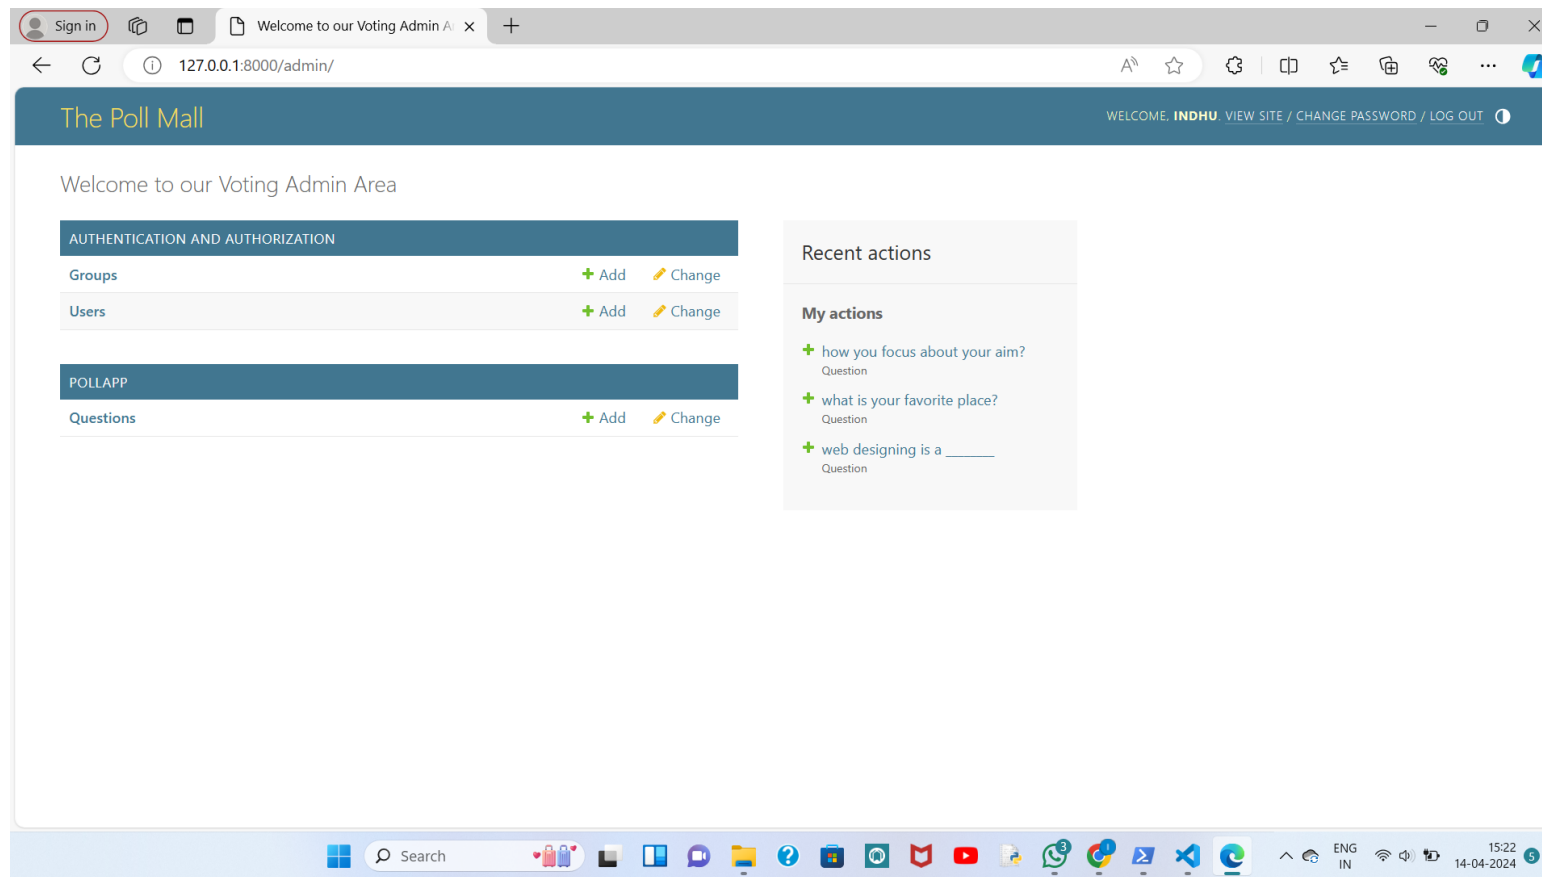 Sign in
Welcome to our Voting Admin A
127.0.0.1:8000/admin/
The Poll Mall
WELCOME, INDHU. VIEW SITE / CHANGE PASSWORD / LOG OUT
Welcome to our Voting Admin Area
AUTHENTICATION AND AUTHORIZATION
Groups Add Change
Users Add Change
POLLAPP
Questions Add Change
Recent actions
My actions
how you focus about your aim?
Question
what is your favorite place?
Question
web designing is a _______
Question
Search
3
ENG
IN
15:22
14-04-2024
5